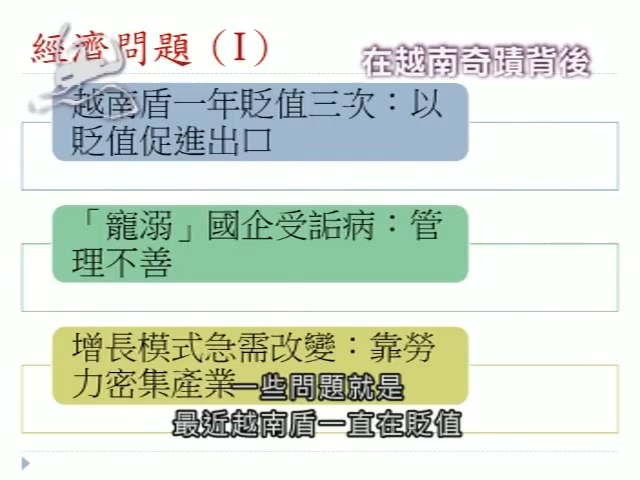 經濟問題（I）
在越南奇蹟背後
越南盾一年貶值三次：以
貶值促進出口
「寵溺」國企受詬病：管
理不善
增長模式急需改變：靠勞
力密集產業
一些問題就是
最近越南盾一直在貶值